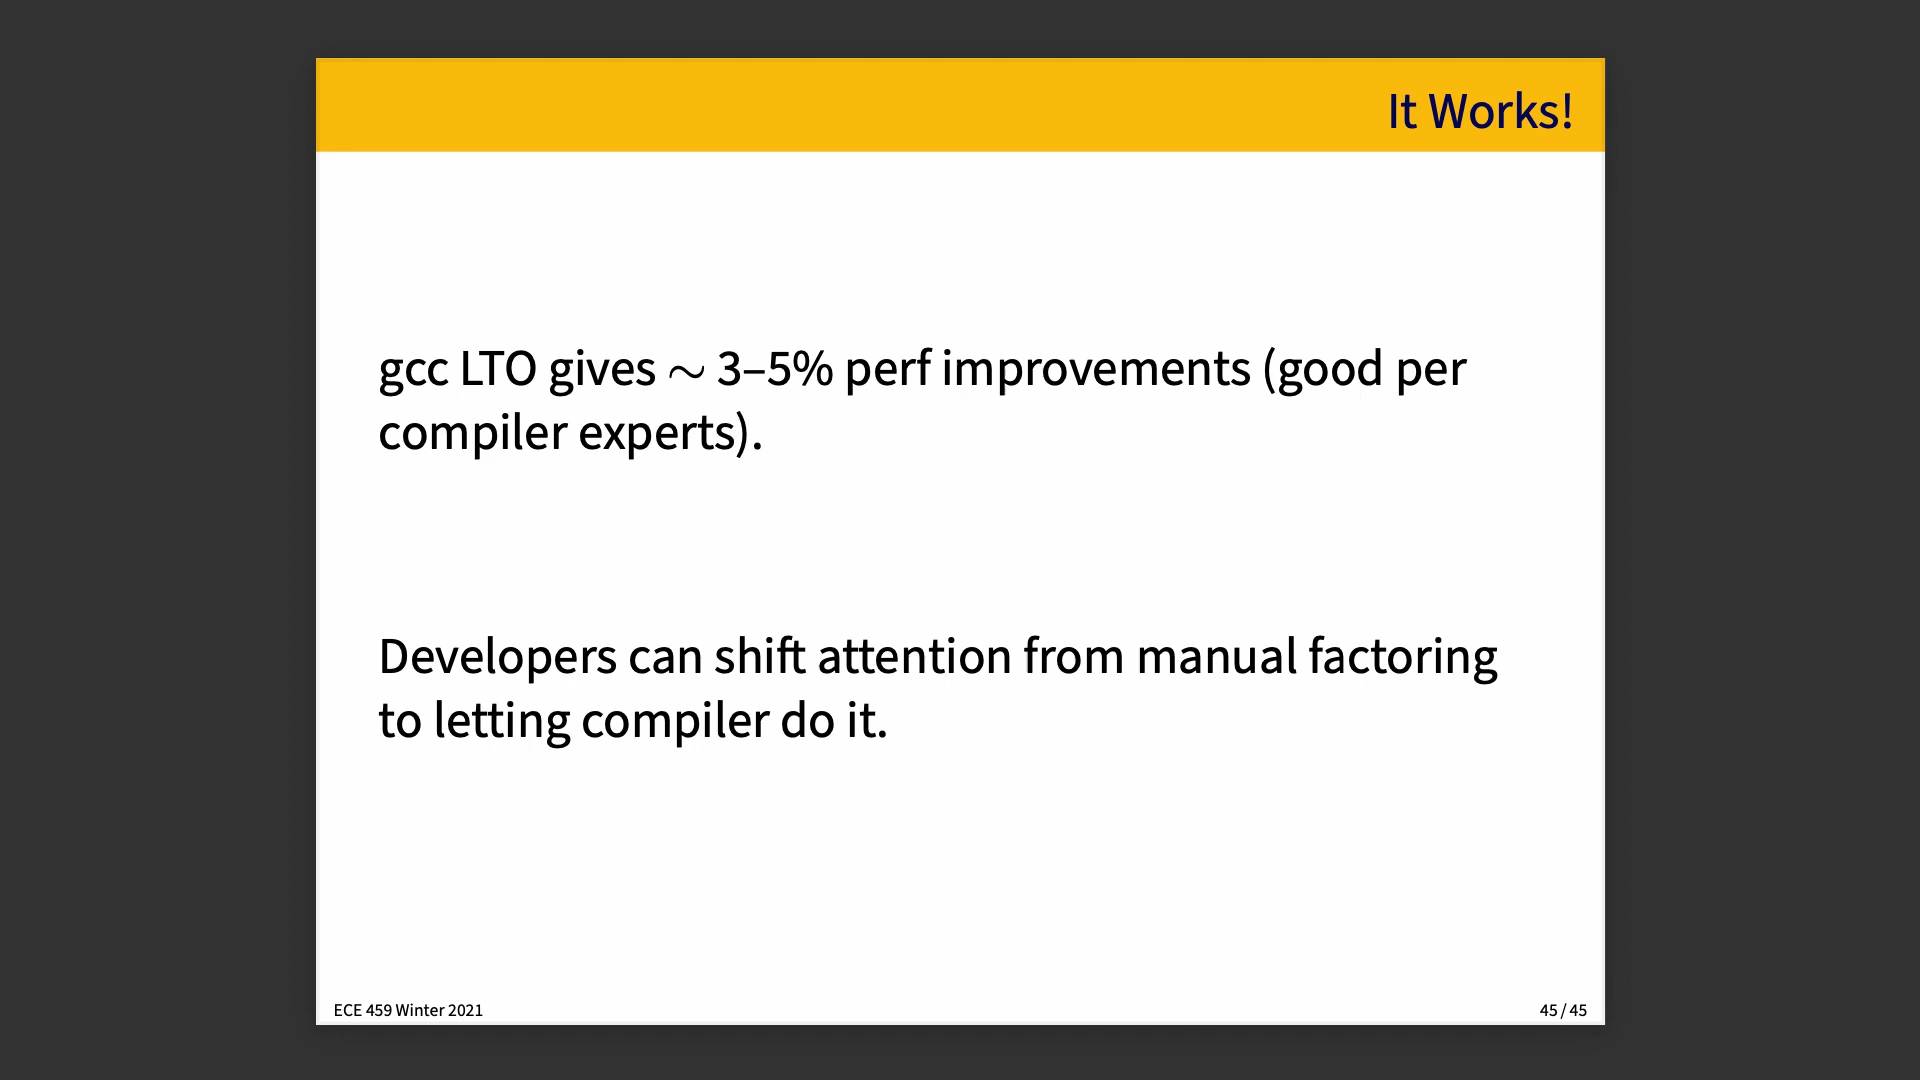 It Works!
gcc LTO gives ∼ 3–5% perf improvements (good per
compiler experts).
Developers can shift attention from manual factoring
to letting compiler do it.
ECE 459 Winter 2021
45 / 45